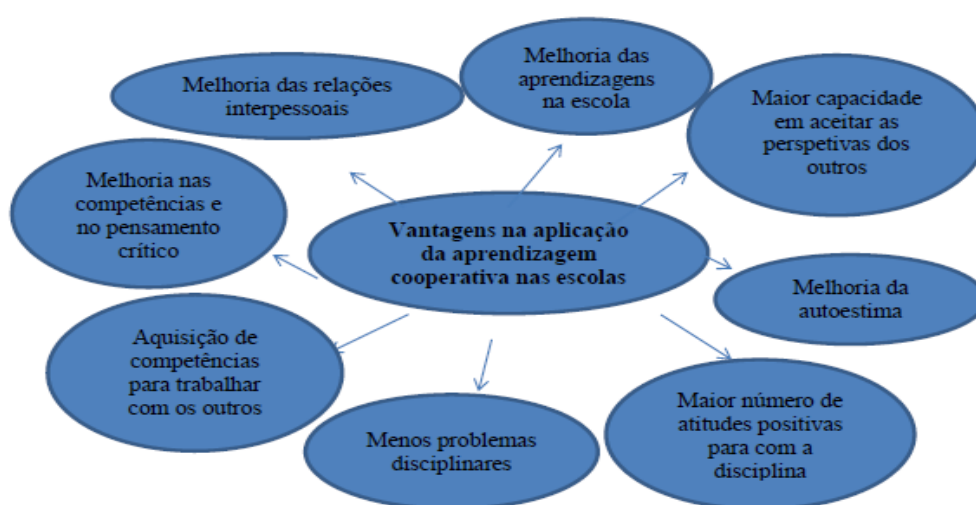 Melhoria das relações
interpessoais
Melhoria das
aprendizagens
na escola
Maior capacidade
em aceitar as
perspetivas dos
outros
Melhoria nas
competências e
no pensamento
crítico
Vantagens na aplicação
da aprendizagem
cooperativa nas escolas
Melhoria da
autoestima
Aquisição de
competências
para trabalhar
com os outros
Menos problemas
disciplinares
Maior número de
atitudes positivas
para com a
disciplina